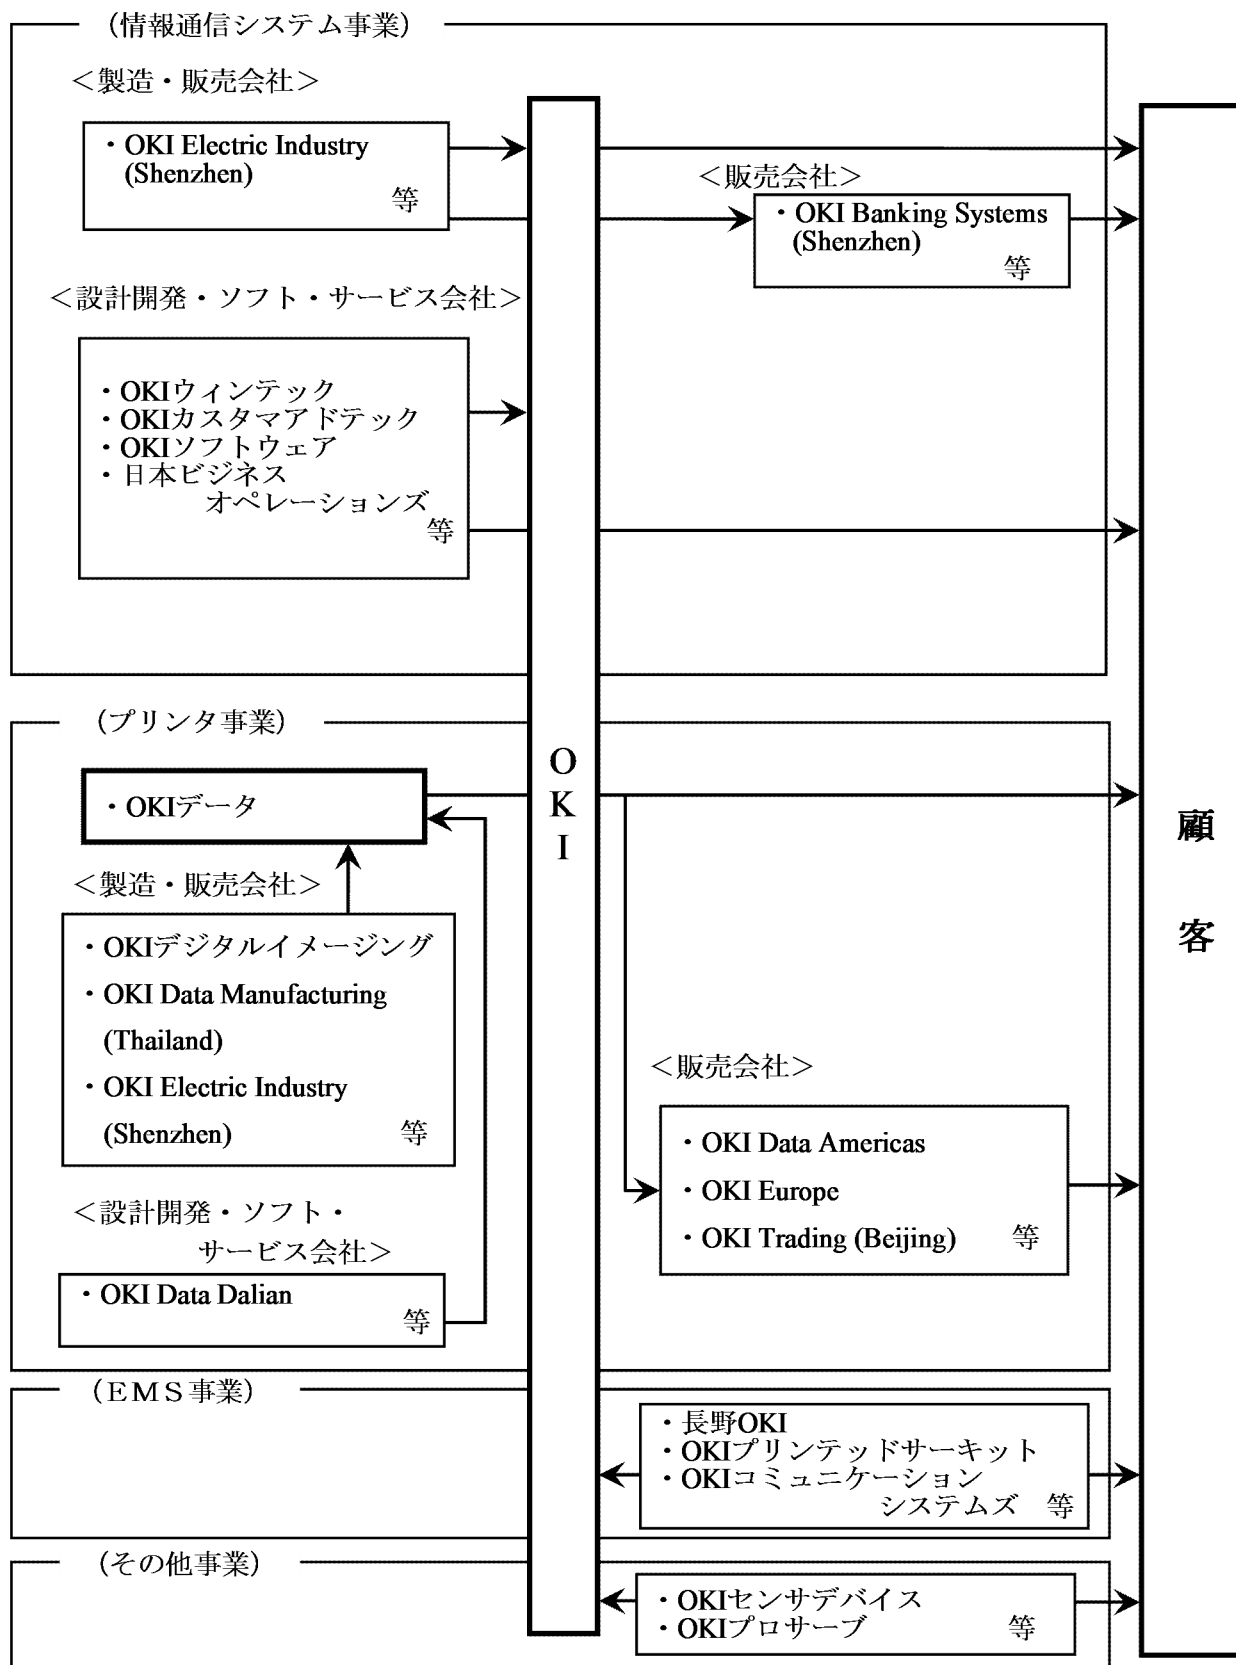 （情報通信システム事業）
＜製造・販売会社＞
・OKI Electric Industry
(Shenzhen)
等
＜販売会社＞
・OKI Banking Systems
(Shenzhen)
等
＜設計開発・ソフト・サービス会社＞
・OKIウィンテック
・OKIカスタマアドテック
・OKIソフトウェア
・日本ビジネス
オペレーションズ
等
（プリンタ事業）
・OKIデータ
＜製造・販売会社＞
・OKIデジタルイメージング
・OKI Data Manufacturing
(Thailand)
・OKI Electric Industry
(Shenzhen) 等
＜設計開発・ソフト・
サービス会社＞
・OKI Data Dalian
等
O
K
I
＜販売会社＞
・OKI Data Americas
・OKI Europe
・OKI Trading (Beijing) 等
（ＥＭＳ事業）
・長野OKI
・OKIプリンテッドサーキット
・OKIコミュニケーション
システムズ 等
（その他事業）
・OKIセンサデバイス
・OKIプロサーブ 等
顧
客